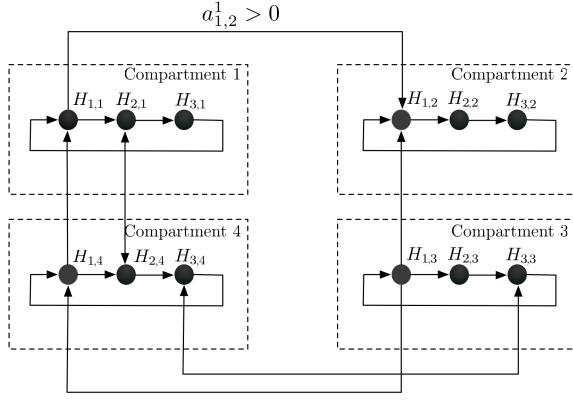 a^1_{1,2} > 0
Compartment 1
H_{1,1} H_{2,1} H_{3,1}
Compartment 2
H_{1,2} H_{2,2} H_{3,2}
Compartment 4
H_{1,4} H_{2,4} H_{3,4}
Compartment 3
H_{1,3} H_{2,3} H_{3,3}